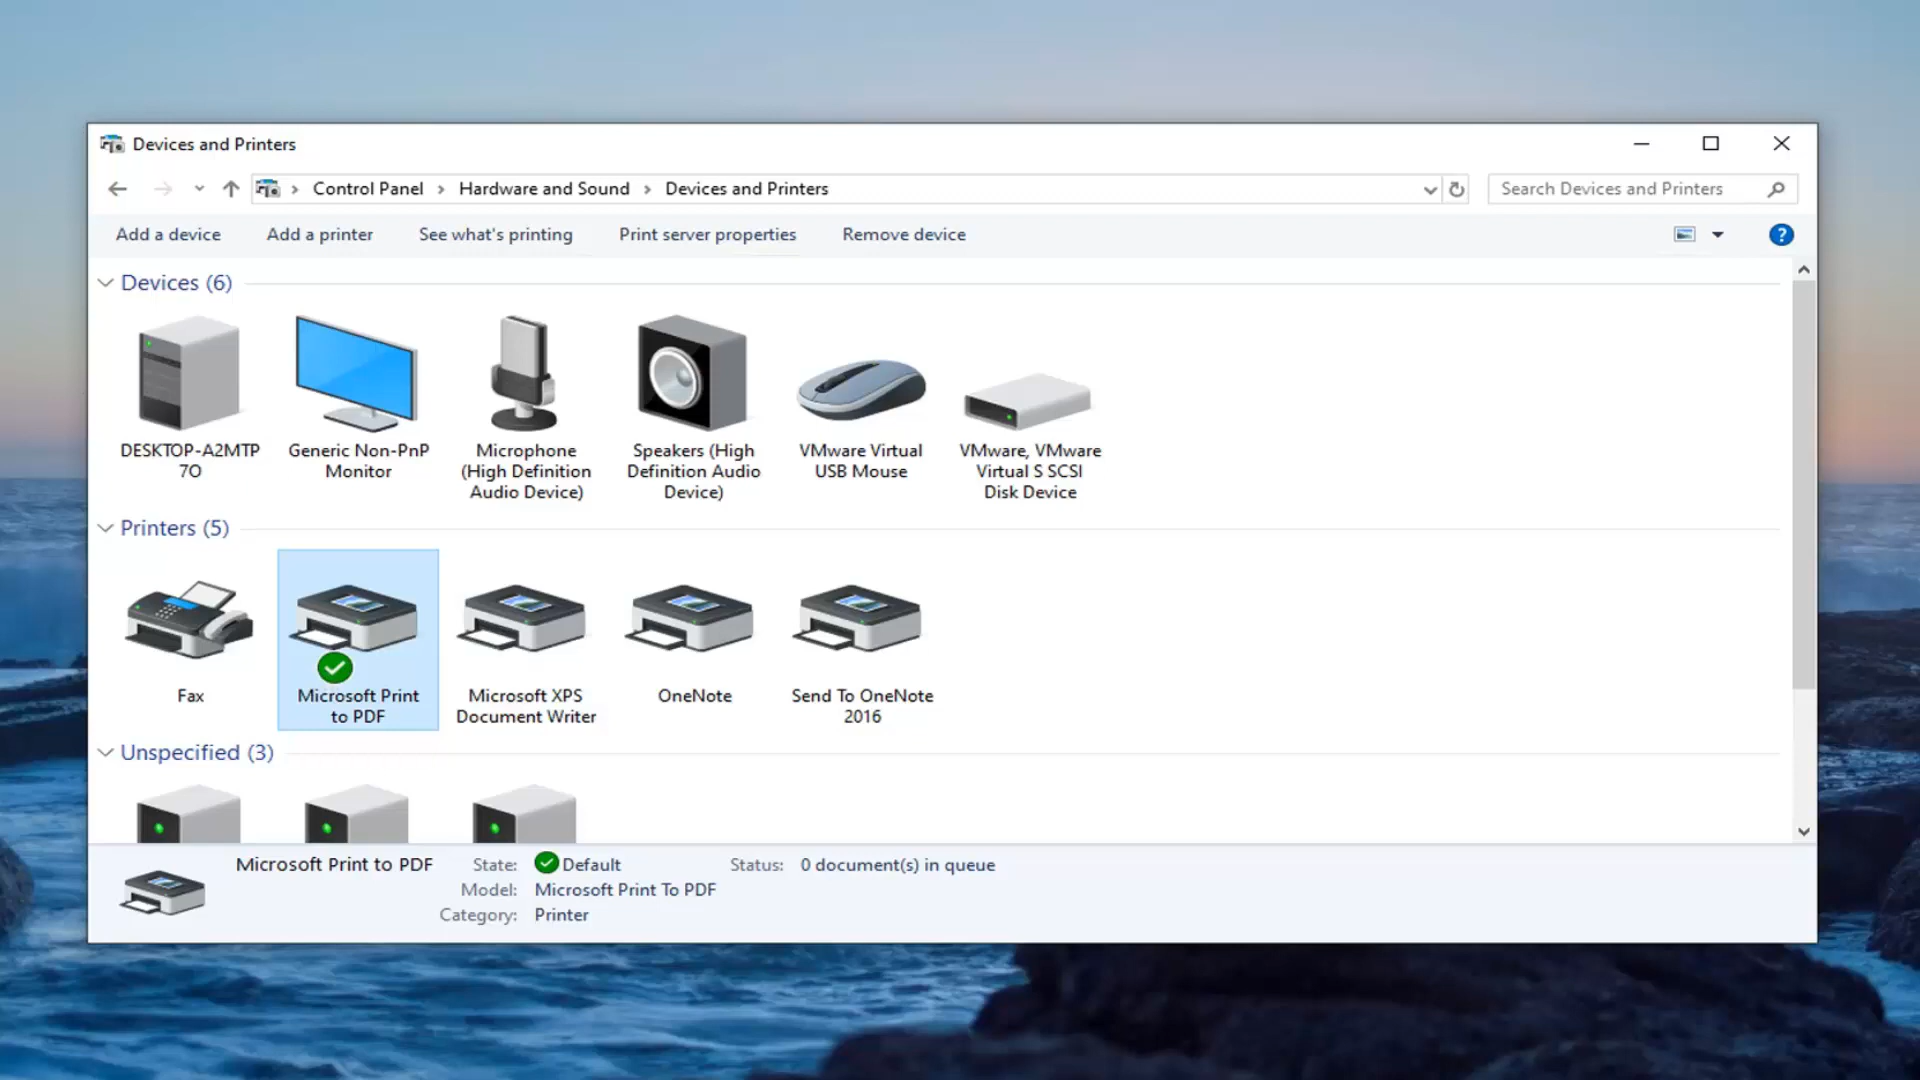 Devices and Printers
Control Panel > Hardware and Sound > Devices and Printers
Search Devices and Printers
Add a device
Add a printer
See what's printing
Print server properties
Remove device
?
Devices (6)
DESKTOP-A2MTP
7O
Generic Non-PnP
Monitor
Microphone
(High Definition
Audio Device)
Speakers (High
Definition Audio
Device)
VMware Virtual
USB Mouse
VMware, VMware
Virtual S SCSI
Disk Device
Printers (5)
Fax
Microsoft Print
to PDF
Microsoft XPS
Document Writer
OneNote
Send To OneNote
2016
Unspecified (3)
Microsoft Print to PDF
State: Default
Status: 0 document(s) in queue
Model: Microsoft Print To PDF
Category: Printer